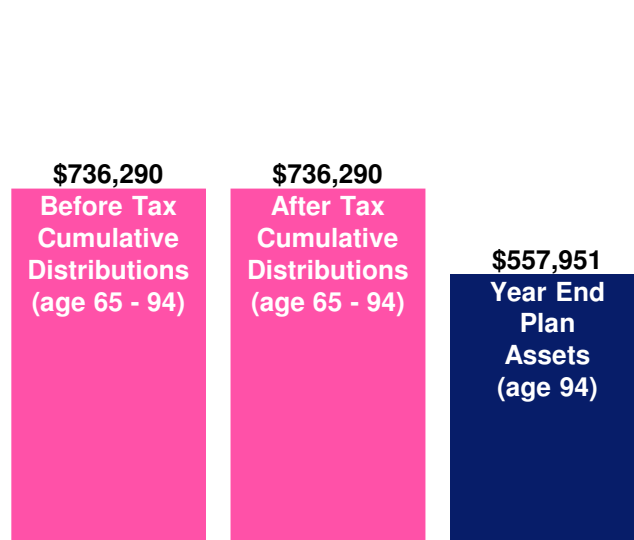 $736,290
Before Tax
Cumulative
Distributions
(age 65 - 94)
$736,290
After Tax
Cumulative
Distributions
(age 65 - 94)
$557,951
Year End
Plan
Assets
(age 94)